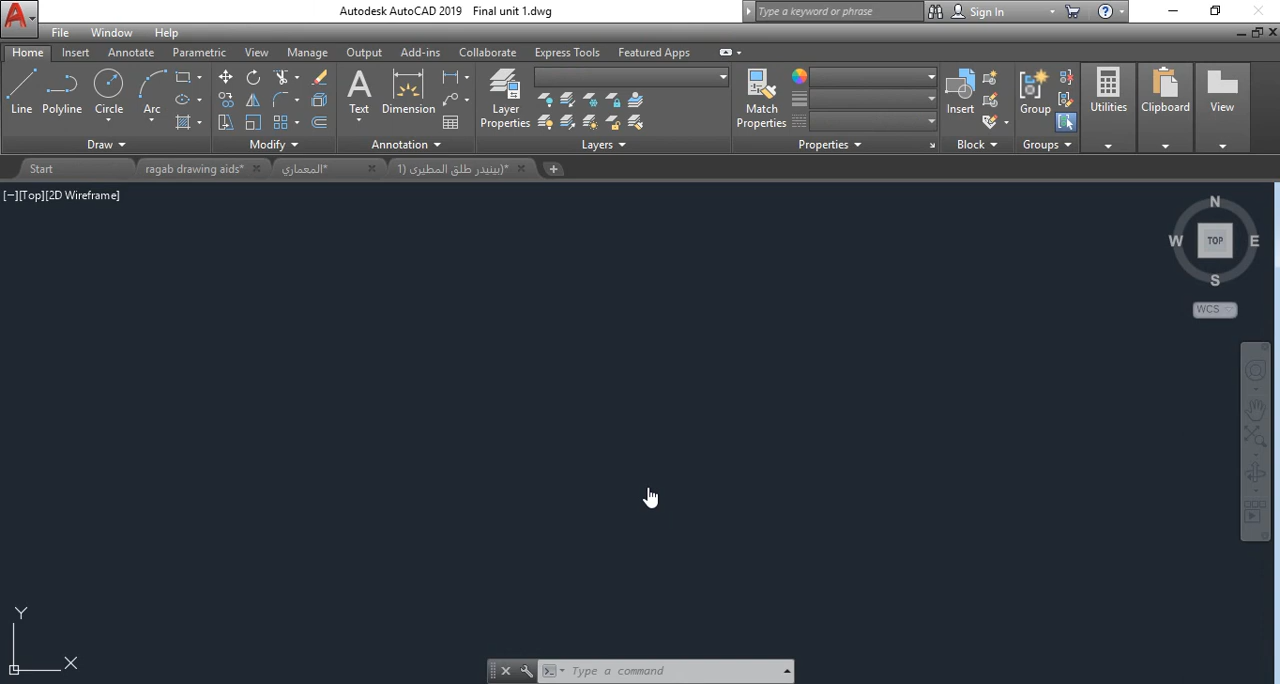 Autodesk AutoCAD 2019 Final unit 1.dwg
Type a keyword or phrase
Sign In
File Window Help
Home Insert Annotate Parametric View Manage Output Add-ins Collaborate Express Tools Featured Apps
Line Polyline Circle Arc
Text Dimension
Layer Properties
Match Properties
Insert
Group
Utilities Clipboard View
Draw Modify Annotation Layers Properties Block Groups
Start ragab drawing aids* المعماري* بينيدر طلق المطيرى (1)*
[−][Top][2D Wireframe]
N
W TOP E
S
WCS
Y
X
Type a command